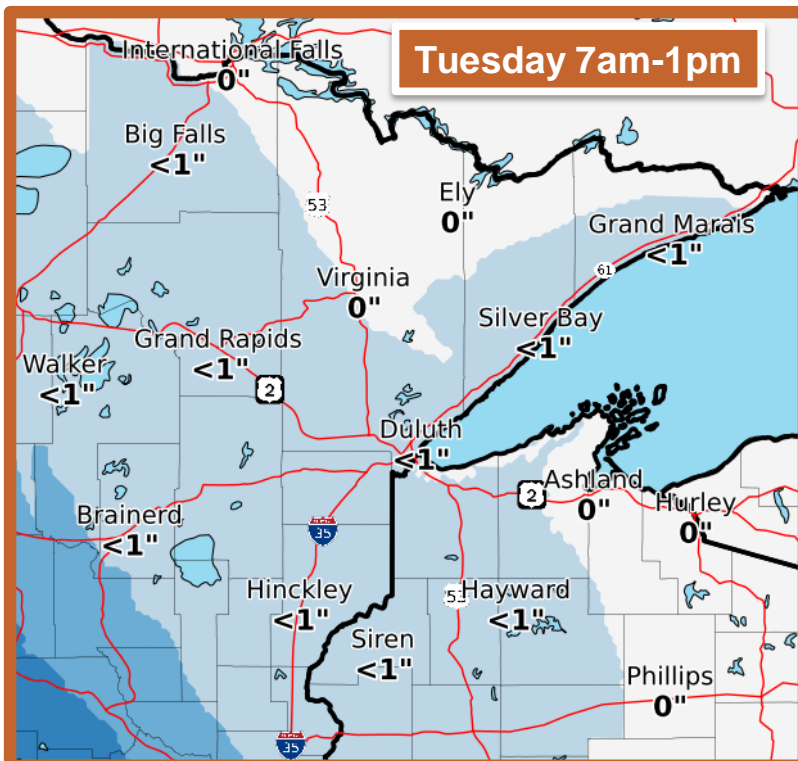 Tuesday 7am-1pm
International Falls
0"
Big Falls
<1"
53
Ely
0"
Grand Marais
<1"
61
Virginia
0"
Silver Bay
<1"
Grand Rapids
<1"
Walker
<1"
2
Duluth
<1"
2
Ashland
0"
Hurley
0"
Brainerd
<1"
35
Hinckley
<1"
53
Hayward
<1"
Siren
<1"
Phillips
0"
35